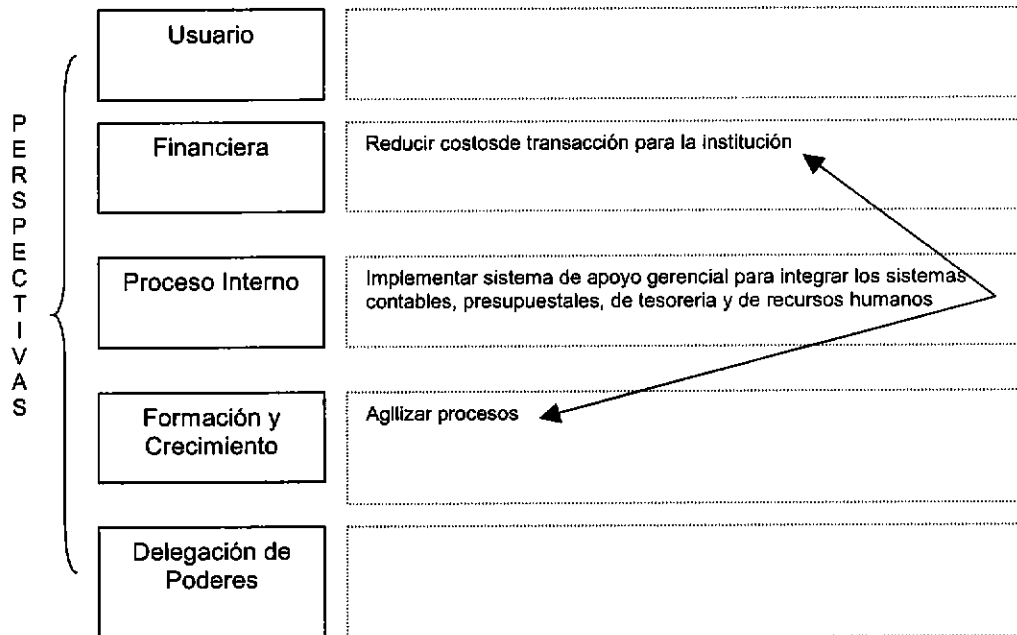 PERSPECTIVAS
Usuario
Financiera
Reducir costosde transacción para la institución
Proceso Interno
Implementar sistema de apoyo gerencial para integrar los sistemas
contables, presupuestales, de tesoreria y de recursos humanos
Formación y
Crecimiento
Agilizar procesos
Delegación de
Poderes